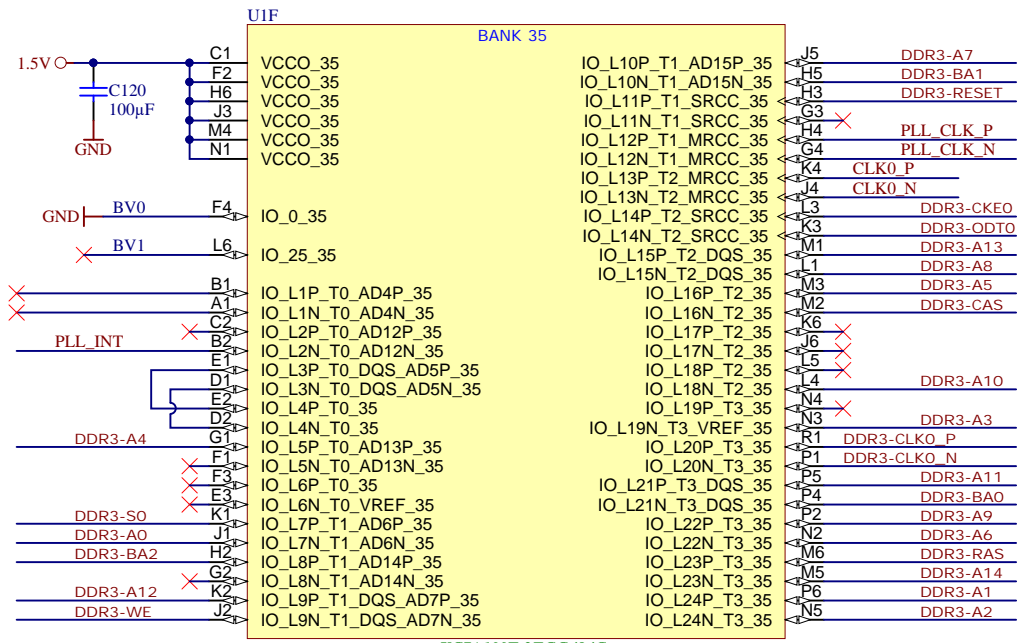 U1F
BANK 35
1.5V
C120
100µF
GND
C1 VCCO_35
F2 VCCO_35
H6 VCCO_35
J3 VCCO_35
M4 VCCO_35
N1 VCCO_35
GND BV0 F4 IO_0_35
BV1 L6 IO_25_35
B1 IO_L1P_T0_AD4P_35
A1 IO_L1N_T0_AD4N_35
C2 IO_L2P_T0_AD12P_35
PLL_INT B2 IO_L2N_T0_AD12N_35
E1 IO_L3P_T0_DQS_AD5P_35
D1 IO_L3N_T0_DQS_AD5N_35
E2 IO_L4P_T0_35
D2 IO_L4N_T0_35
DDR3-A4 G1 IO_L5P_T0_AD13P_35
F1 IO_L5N_T0_AD13N_35
F3 IO_L6P_T0_35
E3 IO_L6N_T0_VREF_35
DDR3-S0 K1 IO_L7P_T1_AD6P_35
DDR3-A0 J1 IO_L7N_T1_AD6N_35
DDR3-BA2 H2 IO_L8P_T1_AD14P_35
G2 IO_L8N_T1_AD14N_35
DDR3-A12 K2 IO_L9P_T1_DQS_AD7P_35
DDR3-WE J2 IO_L9N_T1_DQS_AD7N_35
IO_L10P_T1_AD15P_35 J5 DDR3-A7
IO_L10N_T1_AD15N_35 H5 DDR3-BA1
IO_L11P_T1_SRCC_35 H3 DDR3-RESET
IO_L11N_T1_SRCC_35 G3
IO_L12P_T1_MRCC_35 H4 PLL_CLK_P
IO_L12N_T1_MRCC_35 G4 PLL_CLK_N
IO_L13P_T2_MRCC_35 K4 CLK0_P
IO_L13N_T2_MRCC_35 J4 CLK0_N
IO_L14P_T2_SRCC_35 L3 DDR3-CKE0
IO_L14N_T2_SRCC_35 K3 DDR3-ODT0
IO_L15P_T2_DQS_35 M1 DDR3-A13
IO_L15N_T2_DQS_35 L1 DDR3-A8
IO_L16P_T2_35 M3 DDR3-A5
IO_L16N_T2_35 M2 DDR3-CAS
IO_L17P_T2_35 K6
IO_L17N_T2_35 J6
IO_L18P_T2_35 L5
IO_L18N_T2_35 L4 DDR3-A10
IO_L19P_T3_35 N4
IO_L19N_T3_VREF_35 N3 DDR3-A3
IO_L20P_T3_35 R1 DDR3-CLK0_P
IO_L20N_T3_35 P1 DDR3-CLK0_N
IO_L21P_T3_DQS_35 P5 DDR3-A11
IO_L21N_T3_DQS_35 P4 DDR3-BA0
IO_L22P_T3_35 P2 DDR3-A9
IO_L22N_T3_35 N2 DDR3-A6
IO_L23P_T3_35 M6 DDR3-RAS
IO_L23N_T3_35 M5 DDR3-A14
IO_L24P_T3_35 P6 DDR3-A1
IO_L24N_T3_35 N5 DDR3-A2